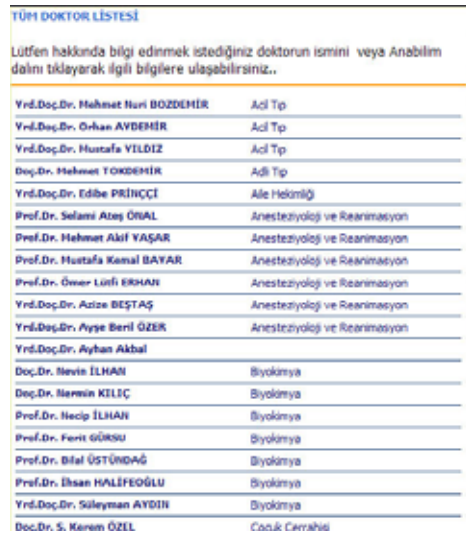 TÜM DOKTOR LİSTESİ
Lütfen hakkında bilgi edinmek istediğiniz doktorun ismini veya Anabilim
dalını tıklayarak ilgili bilgilere ulaşabilirsiniz..
Yrd.Doç.Dr. Mehmet Nuri BOZDEMİR Acil Tıp
Yrd.Doç.Dr. Orhan AYDEMİR Acil Tıp
Yrd.Doç.Dr. Mustafa YILDIZ Acil Tıp
Doç.Dr. Mehmet TOKDEMİR Adli Tıp
Yrd.Doç.Dr. Edibe PRİNÇÇİ Aile Hekimliği
Prof.Dr. Selami Ateş ÖNAL Anesteziyoloji ve Reanimasyon
Prof.Dr. Mehmet Akif YAŞAR Anesteziyoloji ve Reanimasyon
Prof.Dr. Mustafa Kemal BAYAR Anesteziyoloji ve Reanimasyon
Prof.Dr. Ömer Lütfi ERHAN Anesteziyoloji ve Reanimasyon
Yrd.Doç.Dr. Azize BEŞTAŞ Anesteziyoloji ve Reanimasyon
Yrd.Doç.Dr. Ayşe Beril ÖZER Anesteziyoloji ve Reanimasyon
Yrd.Doç.Dr. Ayhan Akbal
Doç.Dr. Nevin İLHAN Biyokimya
Doç.Dr. Nermin KILIÇ Biyokimya
Prof.Dr. Necip İLHAN Biyokimya
Prof.Dr. Ferit GÜRSU Biyokimya
Prof.Dr. Bilal ÜSTÜNDAĞ Biyokimya
Prof.Dr. İhsan HALİFEOĞLU Biyokimya
Yrd.Doç.Dr. Süleyman AYDIN Biyokimya
Doç.Dr. S. Kerem ÖZEL Çocuk Cerrahisi